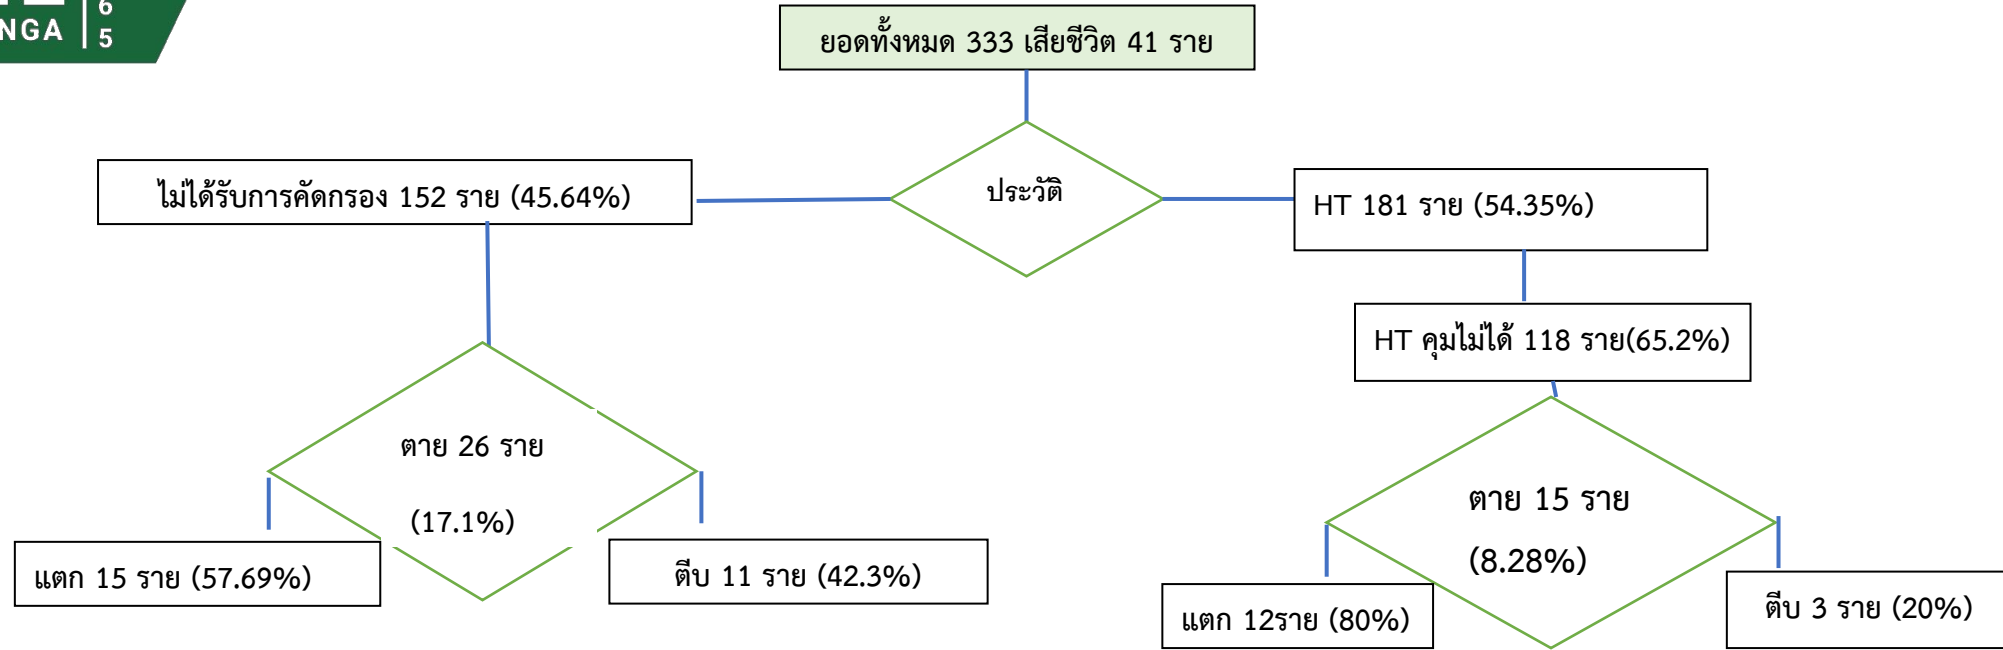 NGA
6
5
ยอดทั้งหมด 333 เสียชีวิต 41 ราย
ประวัติ
ไม่ได้รับการคัดกรอง 152 ราย (45.64%)
HT 181 ราย (54.35%)
HT คุมไม่ได้ 118 ราย(65.2%)
ตาย 26 ราย
(17.1%)
ตาย 15 ราย
(8.28%)
แตก 15 ราย (57.69%)
ตีบ 11 ราย (42.3%)
แตก 12ราย (80%)
ตีบ 3 ราย (20%)